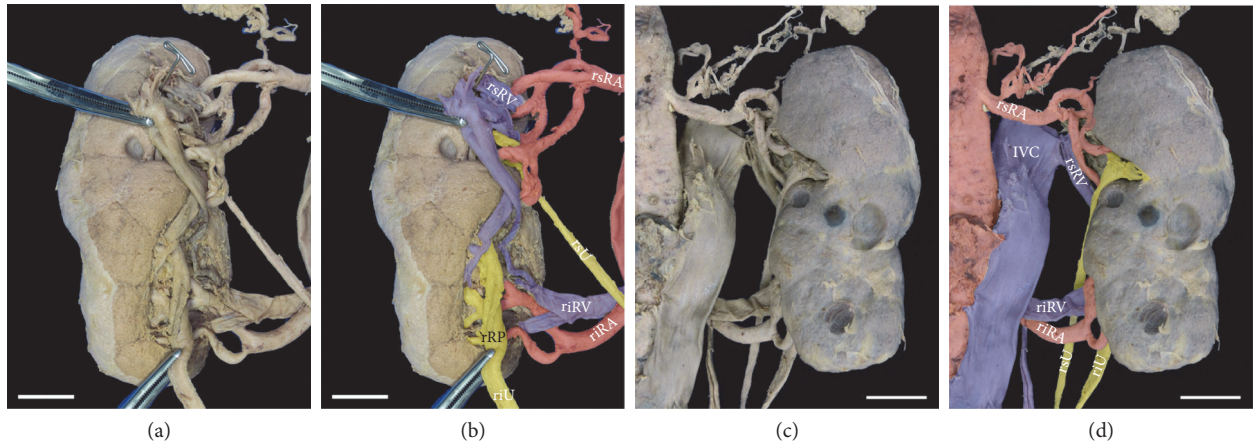 rsRV
rsRA
rsU
riRV
riRA
rRP
riU
rsRA
IVC
rsRV
riRV
riRA
rsU
riU
(a)
(b)
(c)
(d)